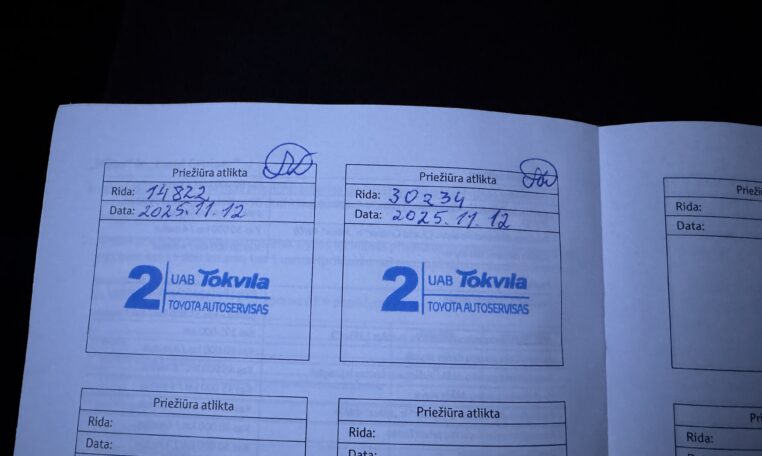 Priežiūra atlikta
Rida: 14822
Data: 2025.11.12
2 UAB Tokvila
TOYOTA AUTOSERVISAS
Priežiūra atlikta
Rida: 30234
Data: 2025.11.12
2 UAB Tokvila
TOYOTA AUTOSERVISAS
Rida:
Data:
Priežiūra atlikta
Rida:
Data:
Priežiūra atlikta
Rida:
Rida: